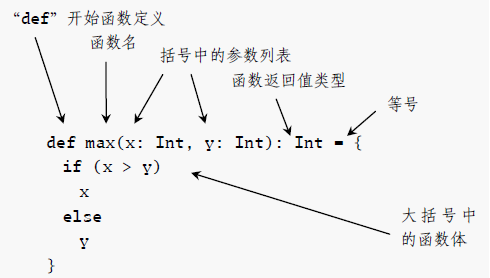 “def”开始函数定义
函数名
括号中的参数列表
函数返回值类型
等号
def max(x: Int, y: Int): Int = {
if (x > y)
x
else
y
}
大括号中
的函数体